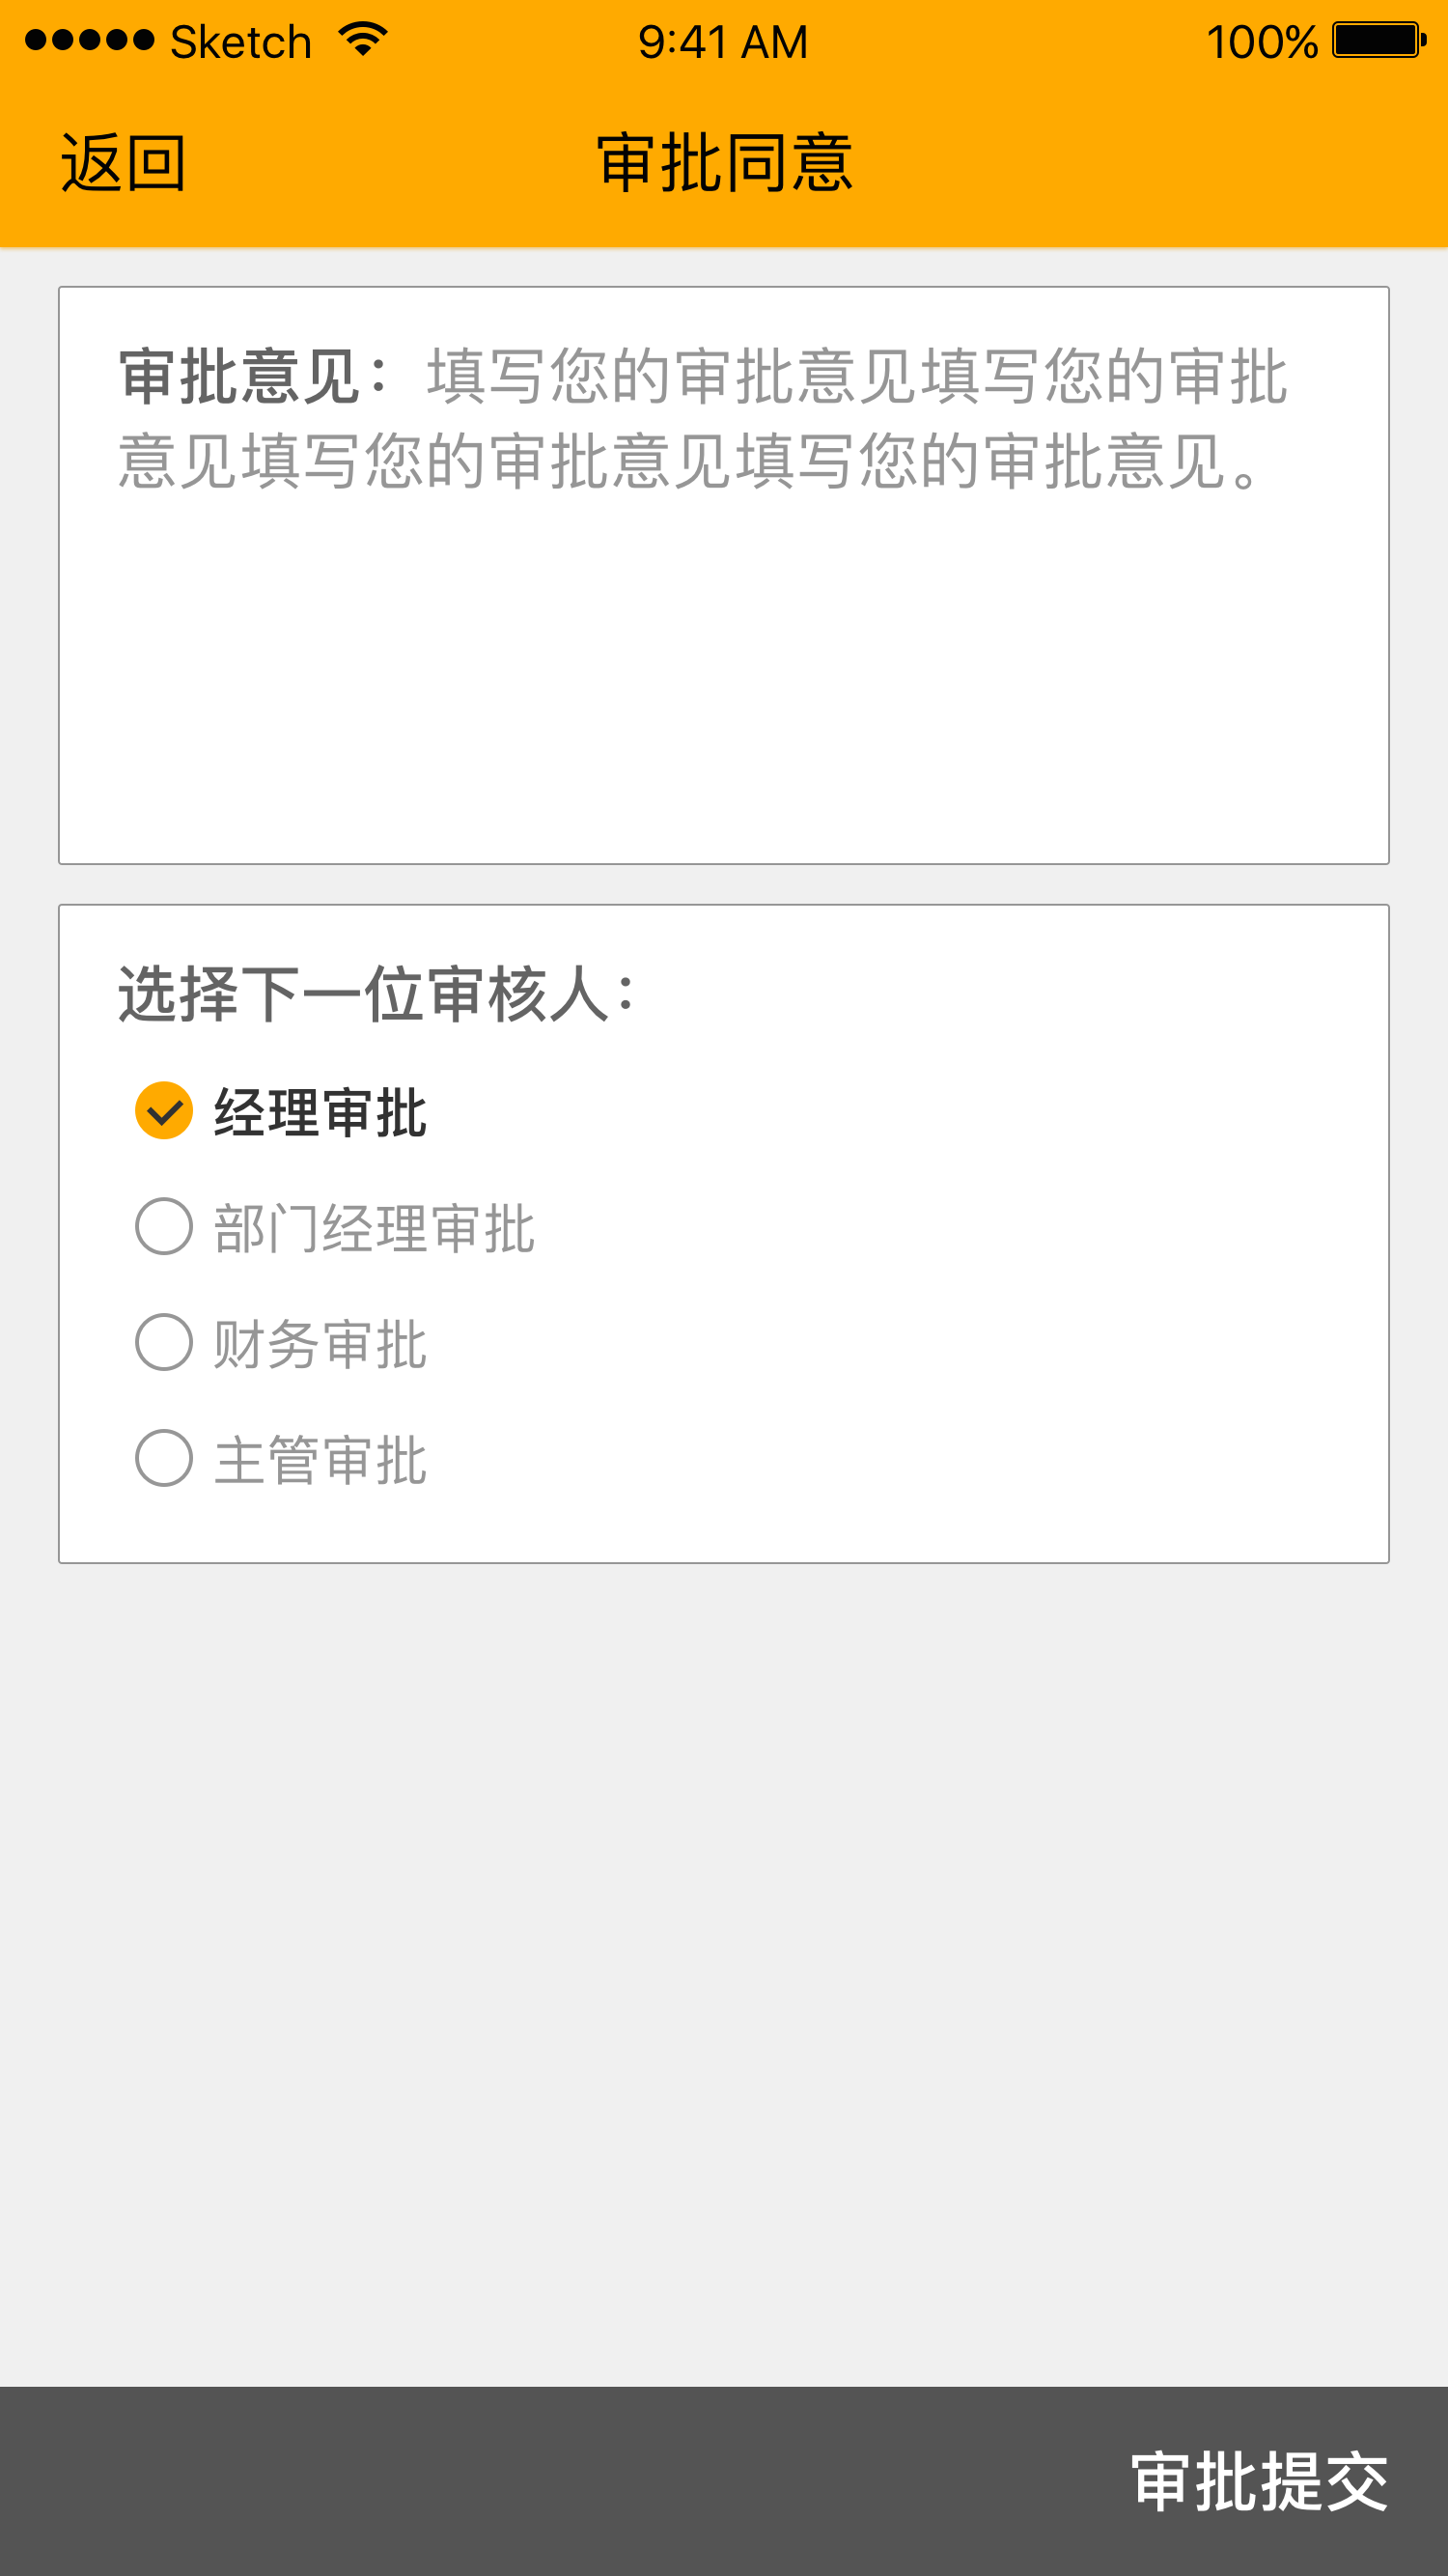 Sketch 9:41 AM 100%
返回 审批同意
审批意见：填写您的审批意见填写您的审批
意见填写您的审批意见填写您的审批意见。
选择下一位审核人：
经理审批
部门经理审批
财务审批
主管审批
审批提交